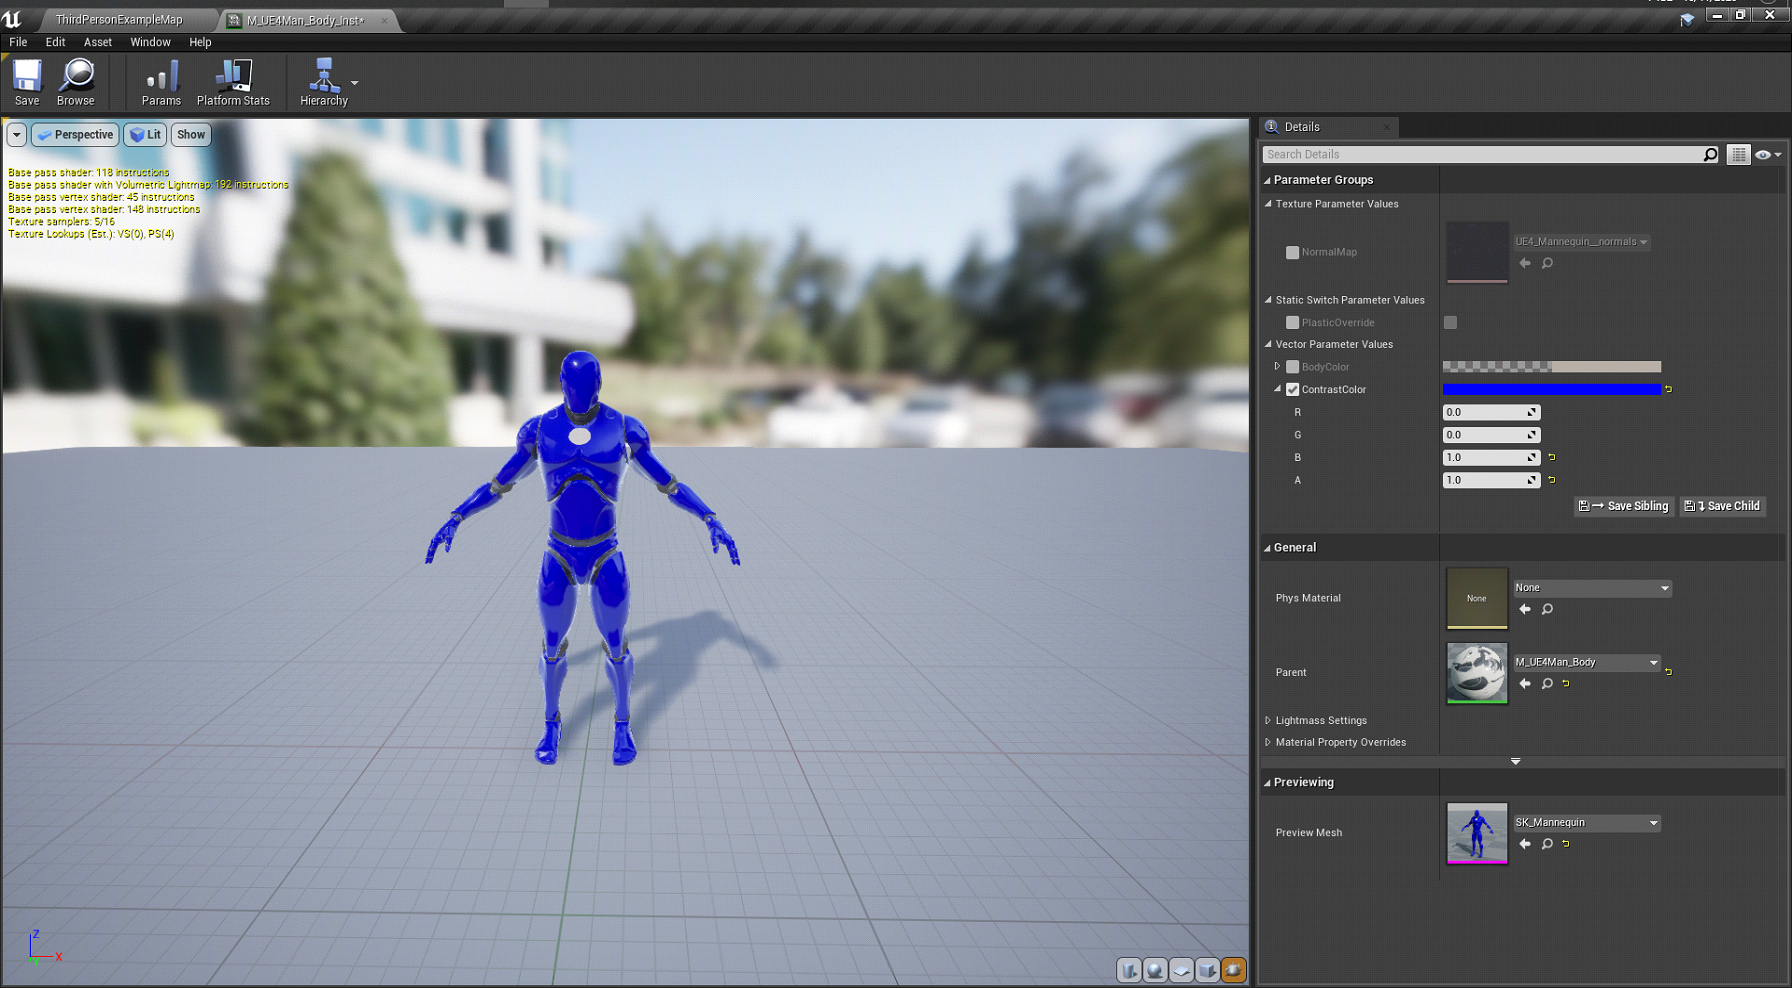 ThirdPersonExampleMap
M_UE4Man_Body_Inst*
File Edit Asset Window Help
Save Browse Params Platform Stats Hierarchy
Perspective Lit Show
Base pass shader: 118 instructions
Base pass shader with Volumetric Lightmap: 192 instructions
Base pass vertex shader: 45 instructions
Base pass vertex shader: 148 instructions
Texture samplers: 5/16
Texture Lookups (Est.): VS(0), PS(4)
Z
X
Details
Search Details
Parameter Groups
Texture Parameter Values
NormalMap
UE4_Mannequin__normals
Static Switch Parameter Values
PlasticOverride
Vector Parameter Values
BodyColor
ContrastColor
R 0.0
G 0.0
B 1.0
A 1.0
Save Sibling Save Child
General
Phys Material None None
Parent M_UE4Man_Body
Lightmass Settings
Material Property Overrides
Previewing
Preview Mesh SK_Mannequin